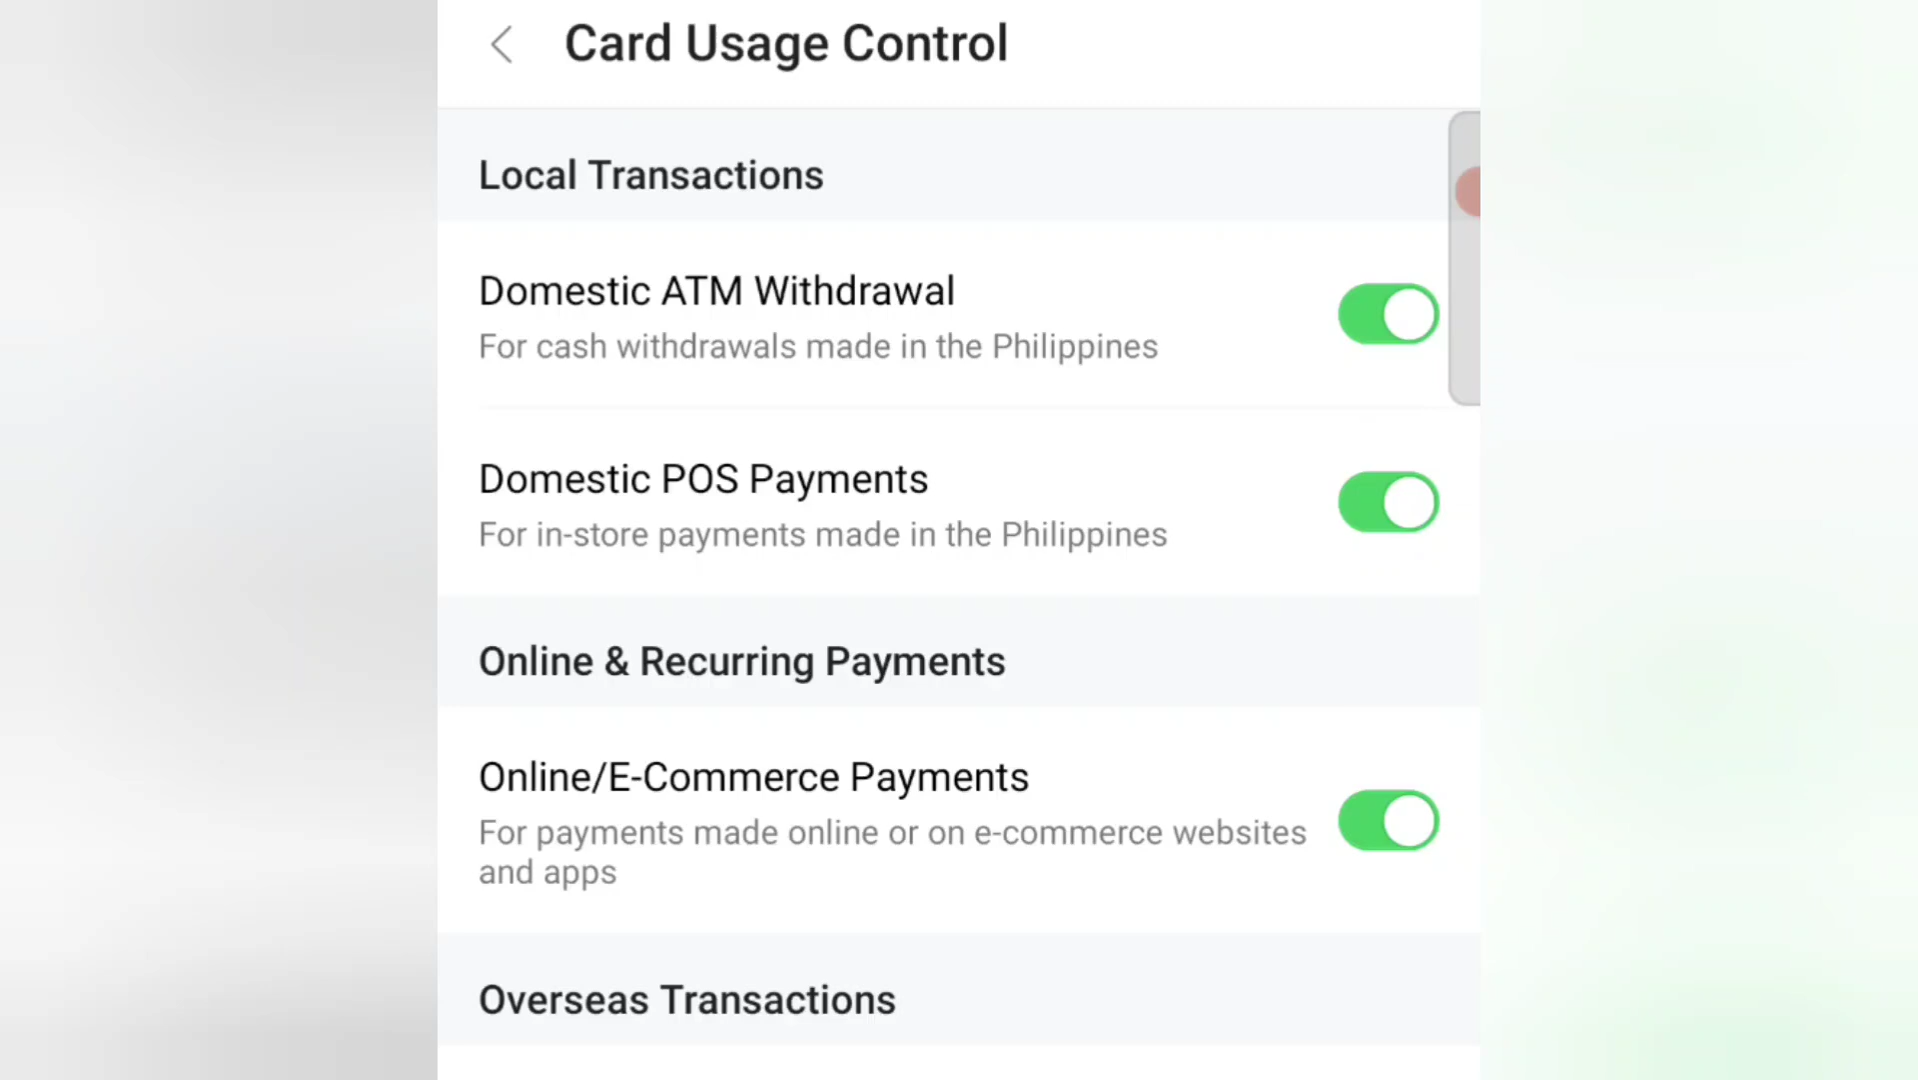 Card Usage Control
Local Transactions
Domestic ATM Withdrawal
For cash withdrawals made in the Philippines
Domestic POS Payments
For in-store payments made in the Philippines
Online & Recurring Payments
Online/E-Commerce Payments
For payments made online or on e-commerce websites
and apps
Overseas Transactions